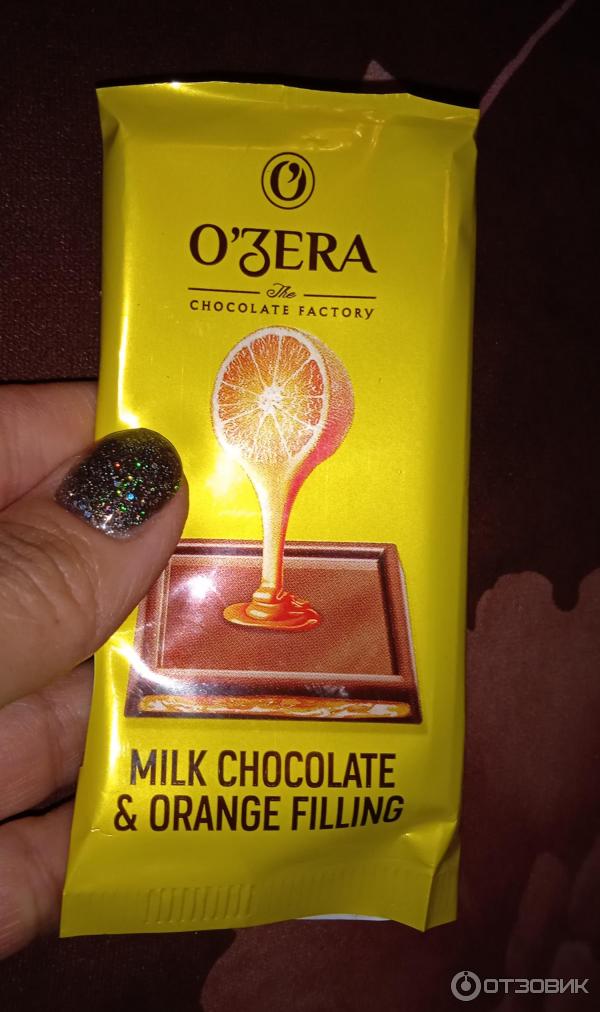 O'
O'ZERA
The
CHOCOLATE FACTORY
MILK CHOCOLATE
& ORANGE FILLING
ОТЗОВИК